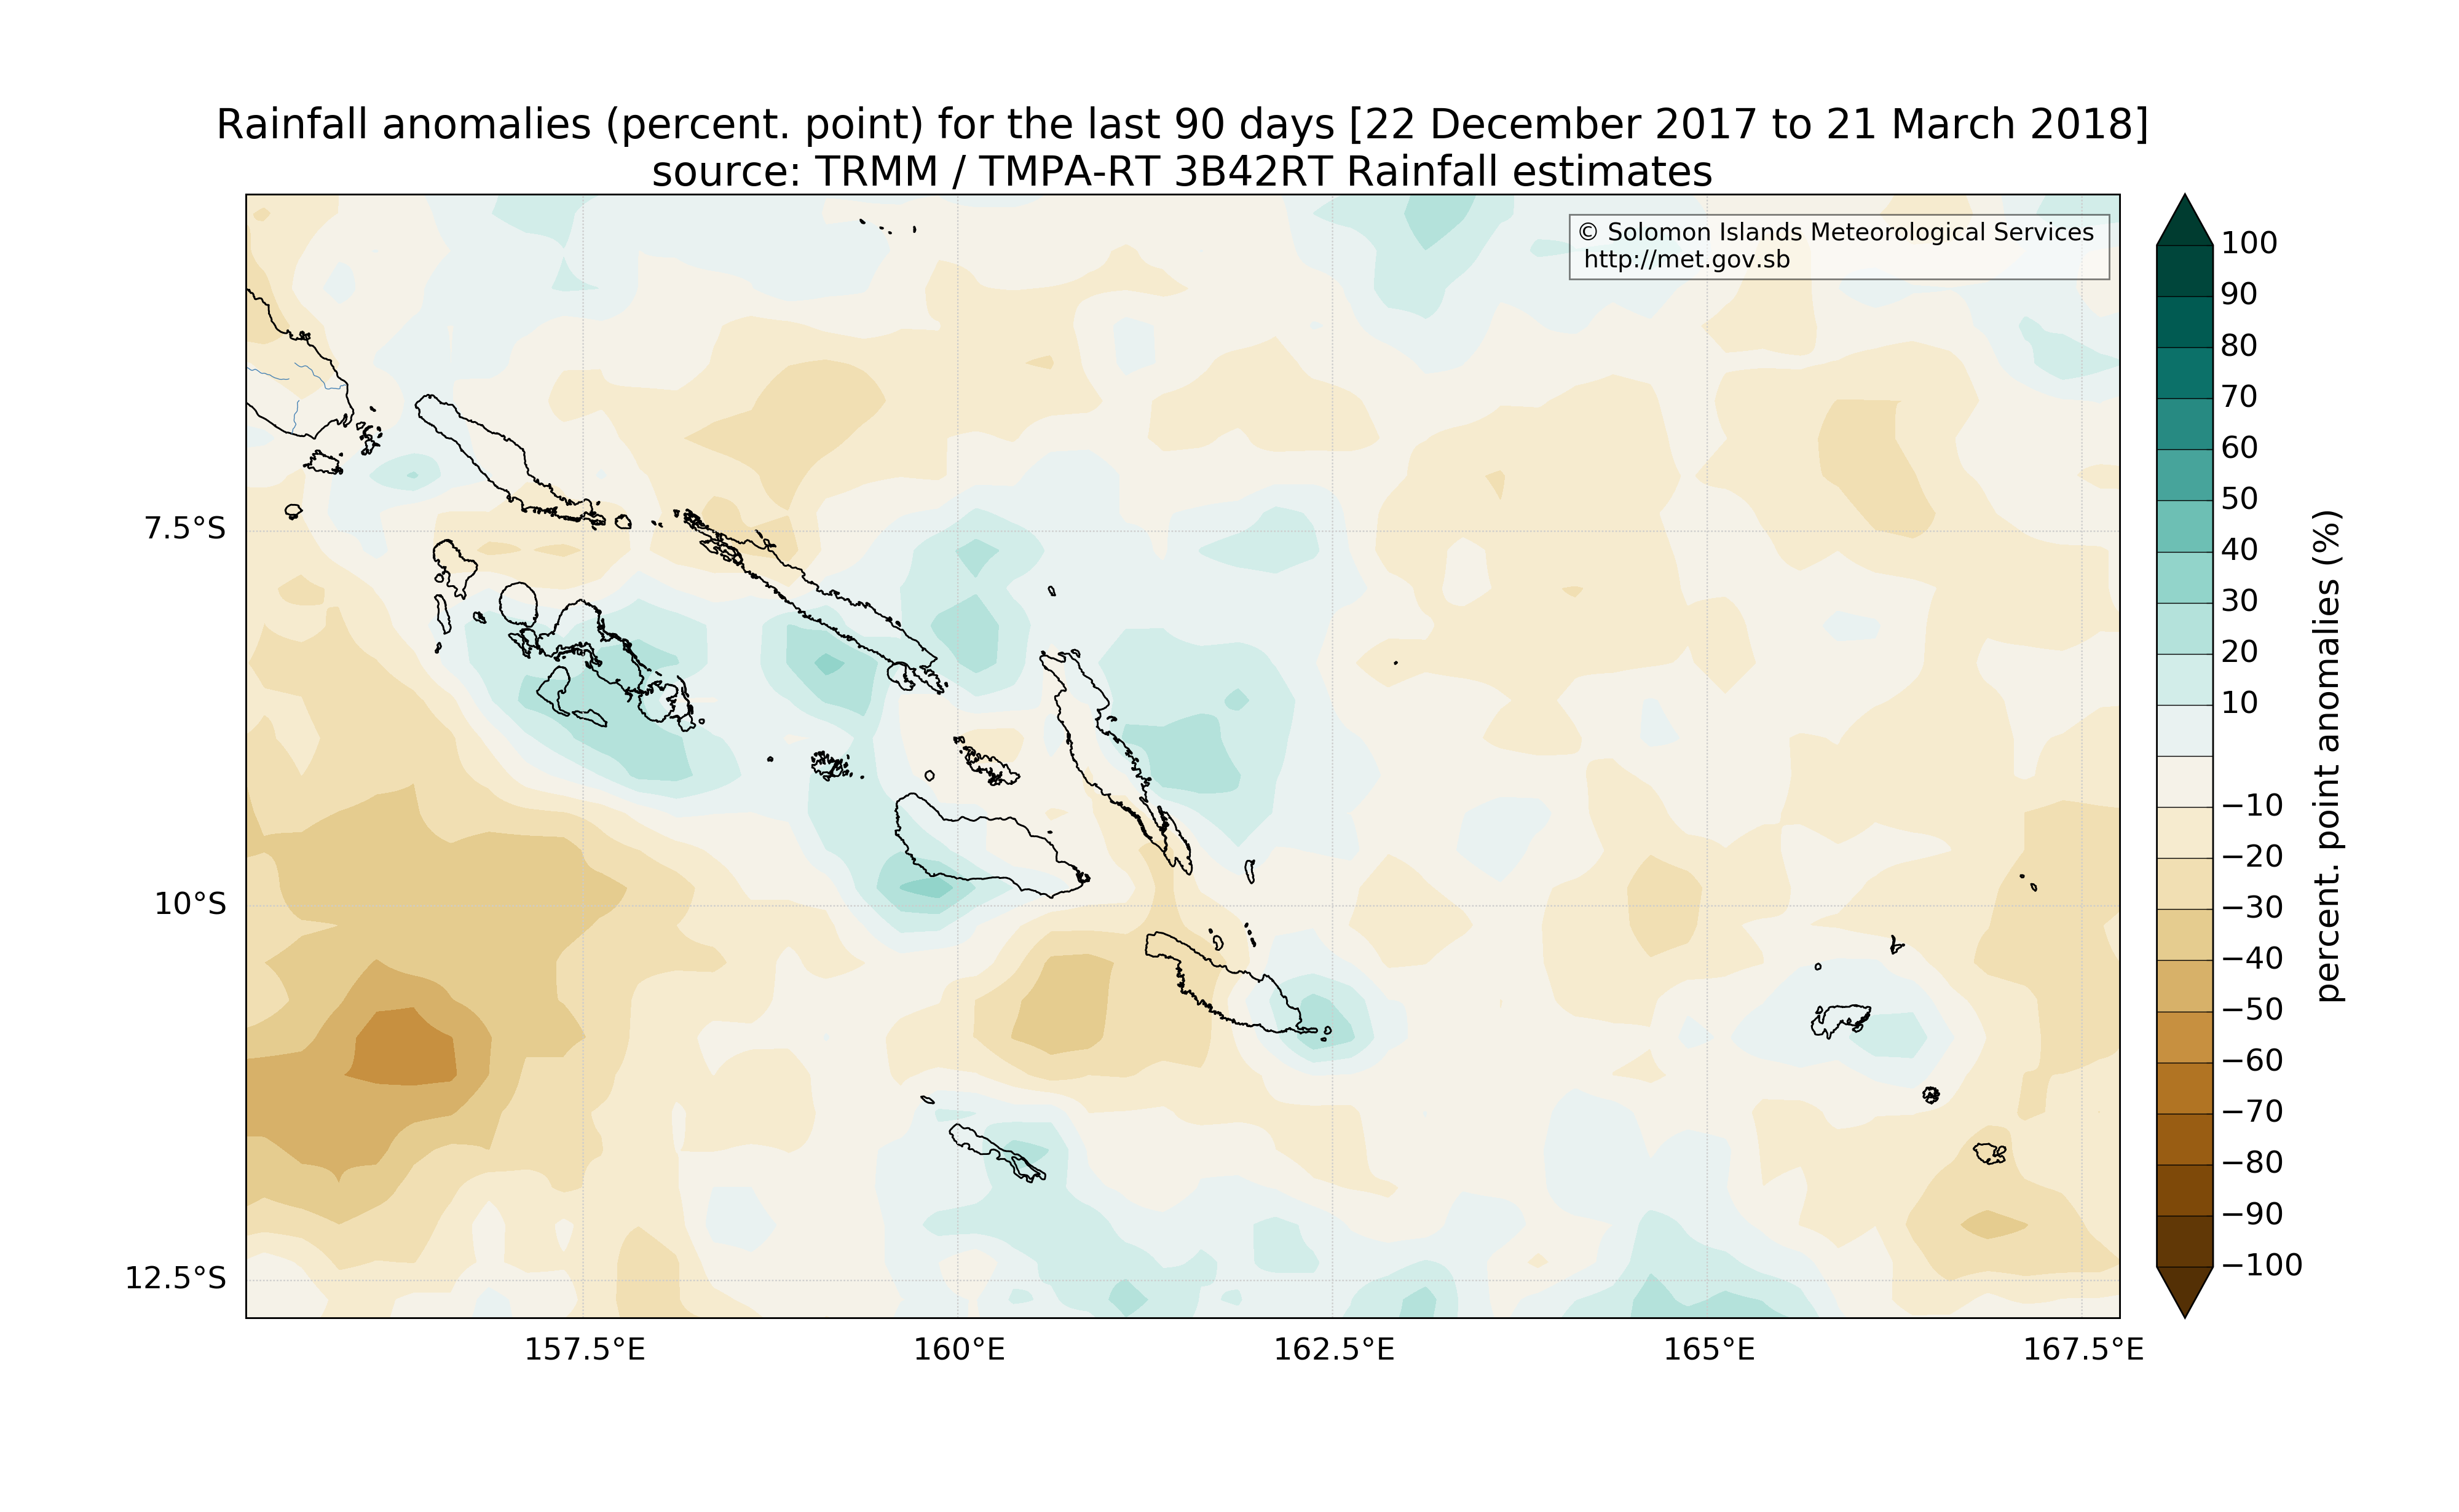 Rainfall anomalies (percent. point) for the last 90 days [22 December 2017 to 21 March 2018]
source: TRMM / TMPA-RT 3B42RT Rainfall estimates
© Solomon Islands Meteorological Services
http://met.gov.sb
7.5°S
10°S
12.5°S
157.5°E
160°E
162.5°E
165°E
167.5°E
100
90
80
70
60
50
40
30
20
10
−10
−20
−30
−40
−50
−60
−70
−80
−90
−100
percent. point anomalies (%)